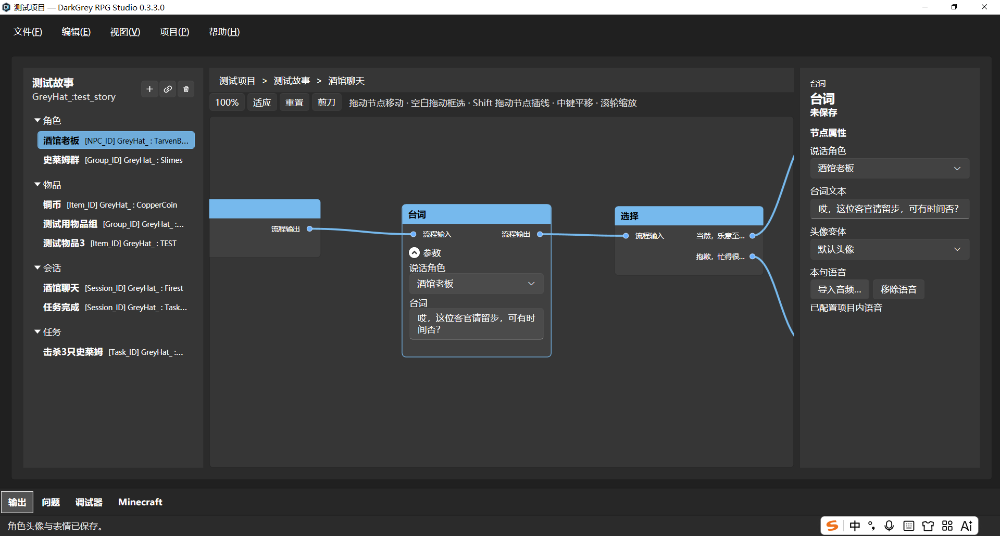 测试项目 — DarkGrey RPG Studio 0.3.3.0
文件(F) 编辑(E) 视图(V) 项目(P) 帮助(H)
测试故事
GreyHat_:test_story
角色
酒馆老板 [NPC_ID] GreyHat_ : TarvenB...
史莱姆群 [Group_ID] GreyHat_ : Slimes
物品
铜币 [Item_ID] GreyHat_ : CopperCoin
测试用物品组 [Group_ID] GreyHat_ :...
测试物品3 [Item_ID] GreyHat_ : TEST
会话
酒馆聊天 [Session_ID] GreyHat_ : Firest
任务完成 [Session_ID] GreyHat_ : Task...
任务
击杀3只史莱姆 [Task_ID] GreyHat_ :...
测试项目 > 测试故事 > 酒馆聊天
100% 适应 重置 剪刀 拖动节点移动 · 空白拖动框选 · Shift 拖动节点插线 · 中键平移 · 滚轮缩放
流程输出
台词
流程输入 流程输出
参数
说话角色
酒馆老板
台词
哎，这位客官请留步，可有时
间否？
选择
流程输入 当然，乐意至...
抱歉，忙得很...
台词
台词
未保存
节点属性
说话角色
酒馆老板
台词文本
哎，这位客官请留步，可有时间否？
头像变体
默认头像
本句语音
导入音频... 移除语音
已配置项目内语音
输出 问题 调试器 Minecraft
角色头像与表情已保存。
中